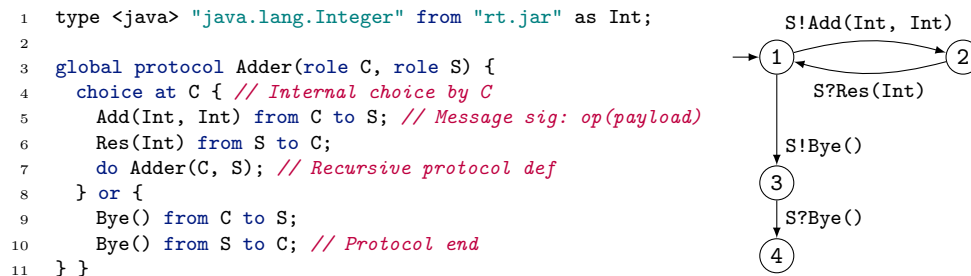 1 type <java> "java.lang.Integer" from "rt.jar" as Int;
2
3 global protocol Adder(role C, role S) {
4 choice at C { // Internal choice by C
5 Add(Int, Int) from C to S; // Message sig: op(payload)
6 Res(Int) from S to C;
7 do Adder(C, S); // Recursive protocol def
8 } or {
9 Bye() from C to S;
10 Bye() from S to C; // Protocol end
11 } }
S!Add(Int, Int)
1
2
S?Res(Int)
S!Bye()
3
S?Bye()
4